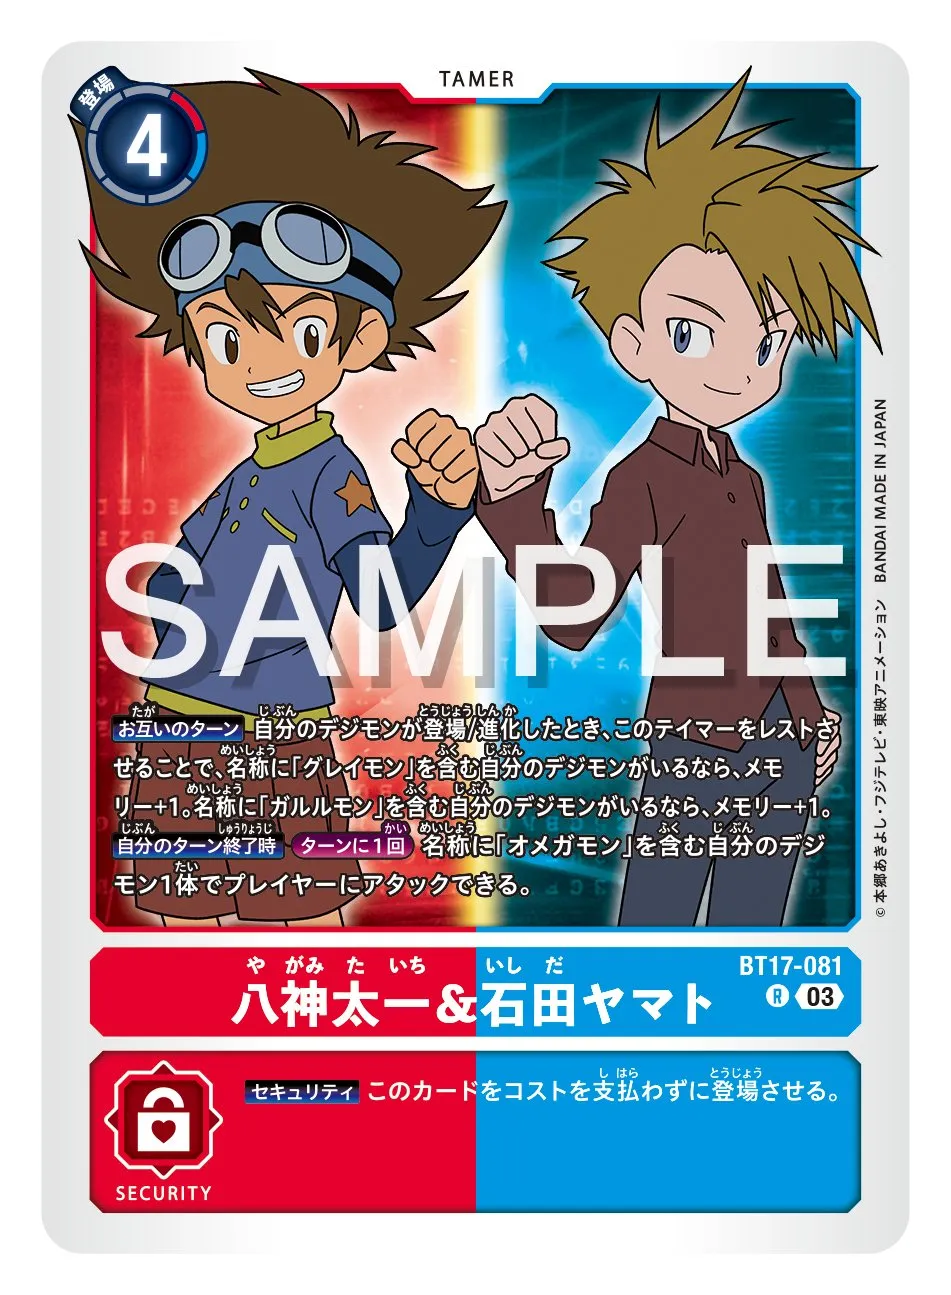 TAMER
登場
4
SAMPLE
お互いのターン 自分のデジモンが登場/進化したとき、このテイマーをレストさ
せることで、名称に「グレイモン」を含む自分のデジモンがいるなら、メモ
リー+1。名称に「ガルルモン」を含む自分のデジモンがいるなら、メモリー+1。
自分のターン終了時 ターンに1回 名称に「オメガモン」を含む自分のデジ
モン1体でプレイヤーにアタックできる。
©本郷あきよし・フジテレビ・東映アニメーション BANDAI MADE IN JAPAN
BT17-081
R 03
やがみ たいち いしだ
八神太一&石田ヤマト
セキュリティ このカードをコストを支払わずに登場させる。
SECURITY